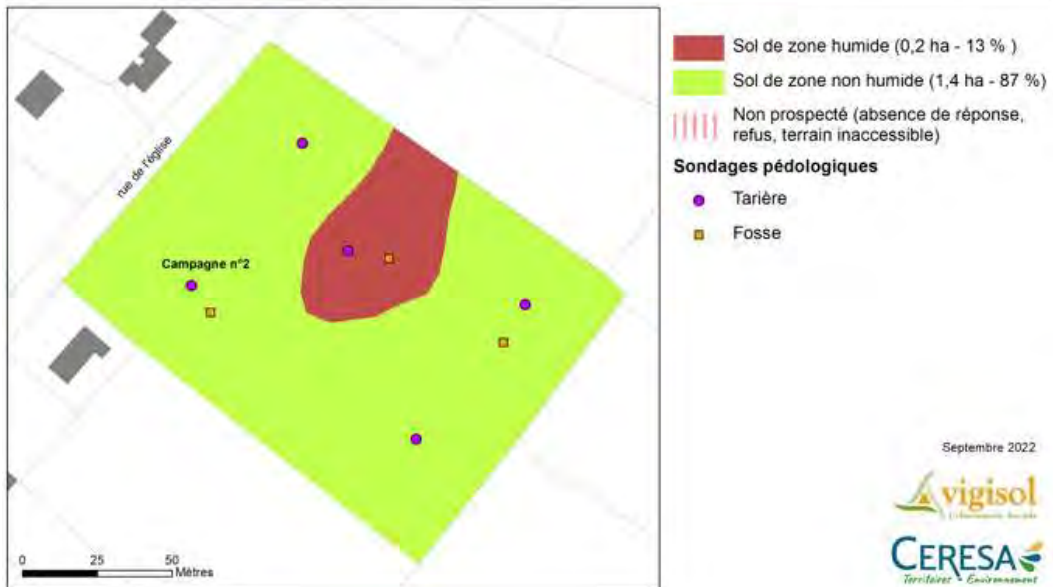 rue de l'église
Campagne n°2
0 25 50
Mètres
Sol de zone humide (0,2 ha - 13 % )
Sol de zone non humide (1,4 ha - 87 %)
Non prospecté (absence de réponse,
refus, terrain inaccessible)
Sondages pédologiques
Tarière
Fosse
Septembre 2022
vigisol
CERESA
Territoires - Environnement